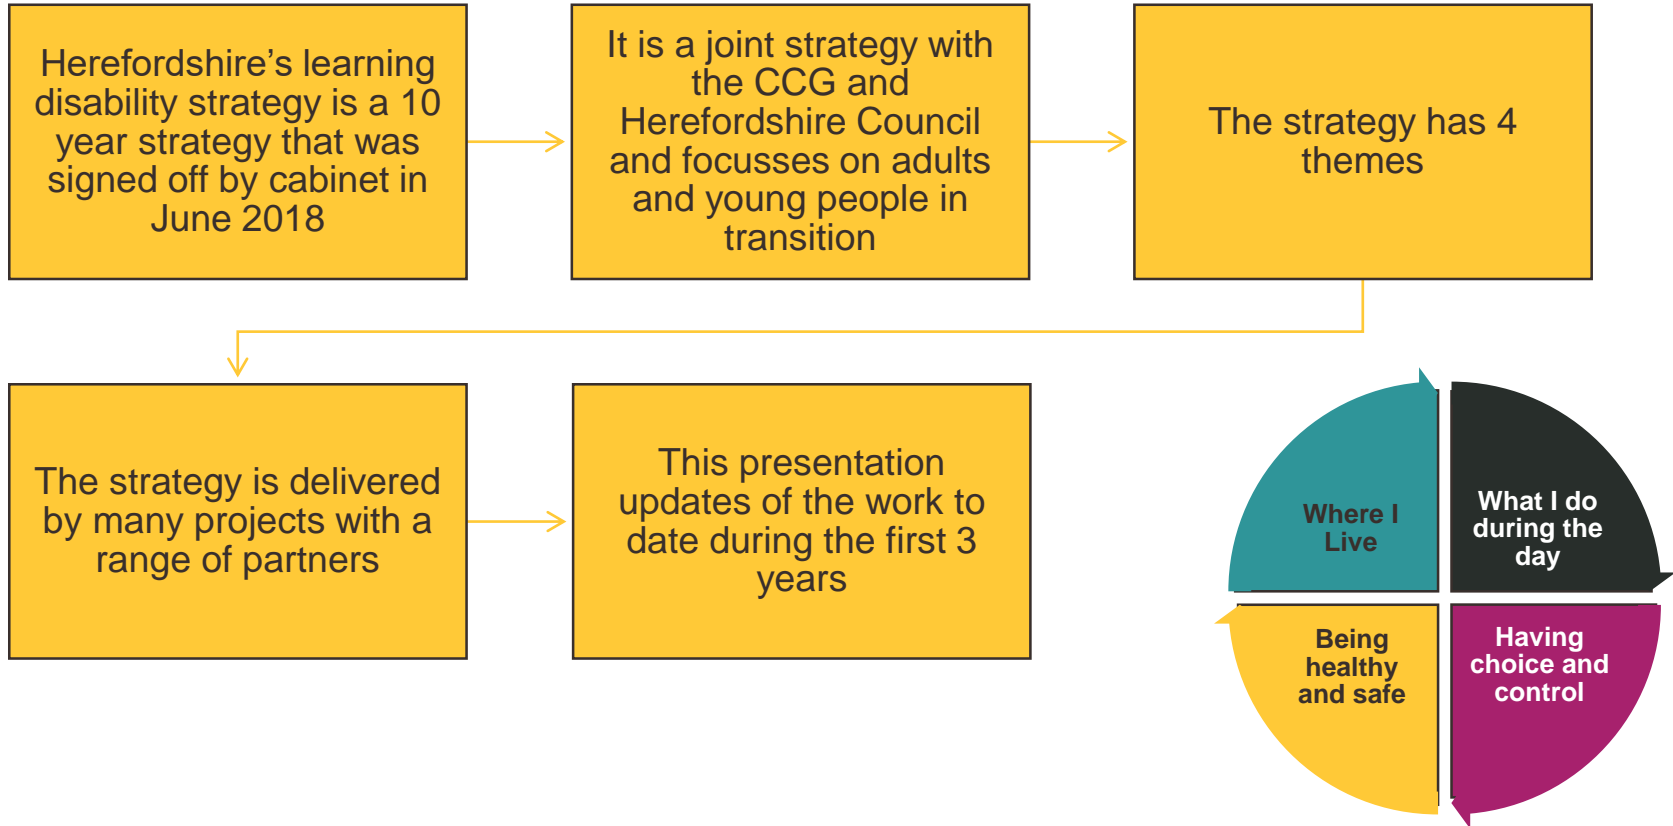 Herefordshire’s learning
disability strategy is a 10
year strategy that was
signed off by cabinet in
June 2018
It is a joint strategy with
the CCG and
Herefordshire Council
and focusses on adults
and young people in
transition
The strategy has 4
themes
The strategy is delivered
by many projects with a
range of partners
This presentation
updates of the work to
date during the first 3
years
Where I
Live
What I do
during the
day
Being
healthy
and safe
Having
choice and
control